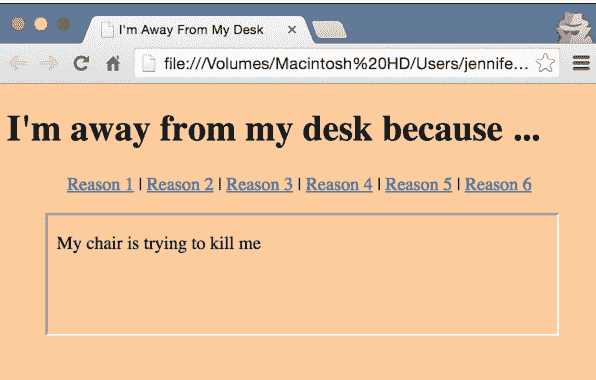 I'm Away From My Desk
file:///Volumes/Macintosh%20HD/Users/jennife...
I'm away from my desk because ...
Reason 1 | Reason 2 | Reason 3 | Reason 4 | Reason 5 | Reason 6
My chair is trying to kill me